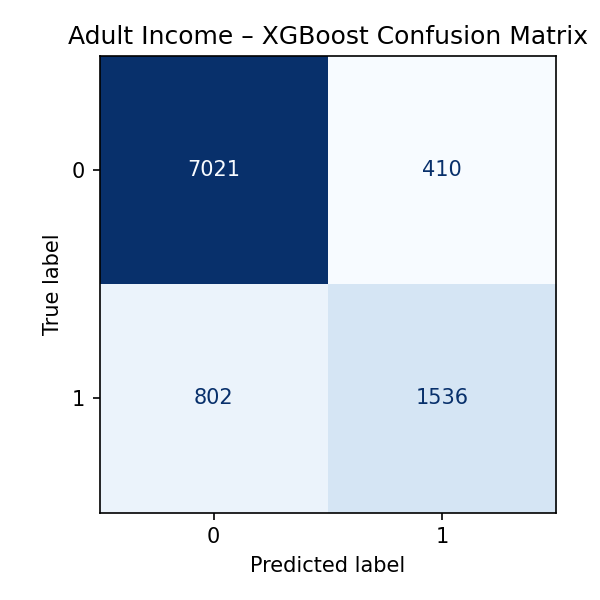 Adult Income – XGBoost Confusion Matrix
0
7021
410
True label
1
802
1536
0
1
Predicted label